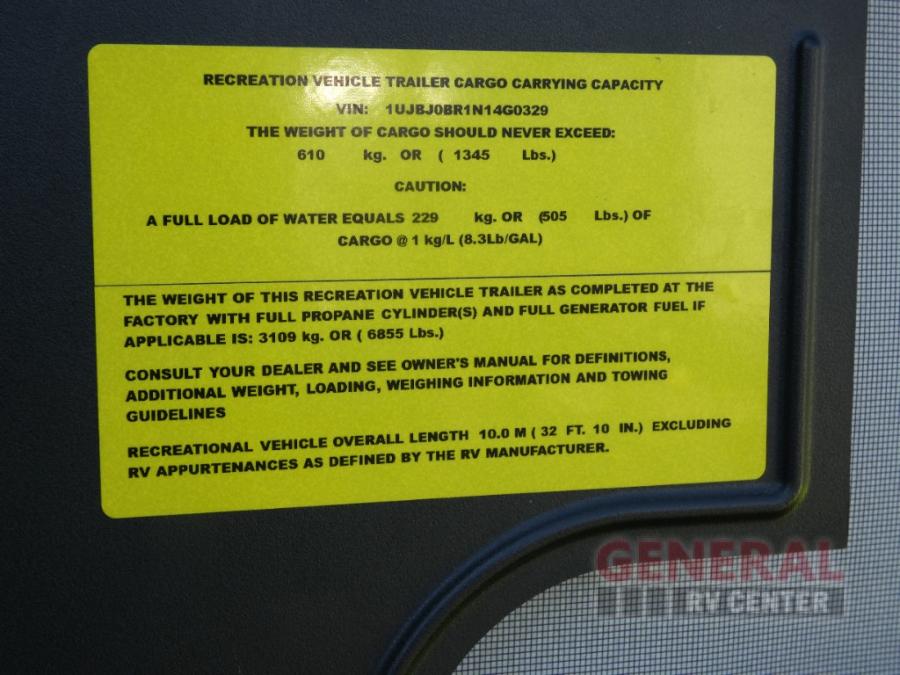 RECREATION VEHICLE TRAILER CARGO CARRYING CAPACITY
VIN: 1UJBJ0BR1N14G0329
THE WEIGHT OF CARGO SHOULD NEVER EXCEED:
610 kg. OR ( 1345 Lbs.)
CAUTION:
A FULL LOAD OF WATER EQUALS 229 kg. OR (505 Lbs.) OF
CARGO @ 1 kg/L (8.3Lb/GAL)
THE WEIGHT OF THIS RECREATION VEHICLE TRAILER AS COMPLETED AT THE
FACTORY WITH FULL PROPANE CYLINDER(S) AND FULL GENERATOR FUEL IF
APPLICABLE IS: 3109 kg. OR ( 6855 Lbs.)
CONSULT YOUR DEALER AND SEE OWNER'S MANUAL FOR DEFINITIONS,
ADDITIONAL WEIGHT, LOADING, WEIGHING INFORMATION AND TOWING
GUIDELINES
RECREATIONAL VEHICLE OVERALL LENGTH 10.0 M ( 32 FT. 10 IN.) EXCLUDING
RV APPURTENANCES AS DEFINED BY THE RV MANUFACTURER.
GENERAL
RV CENTER